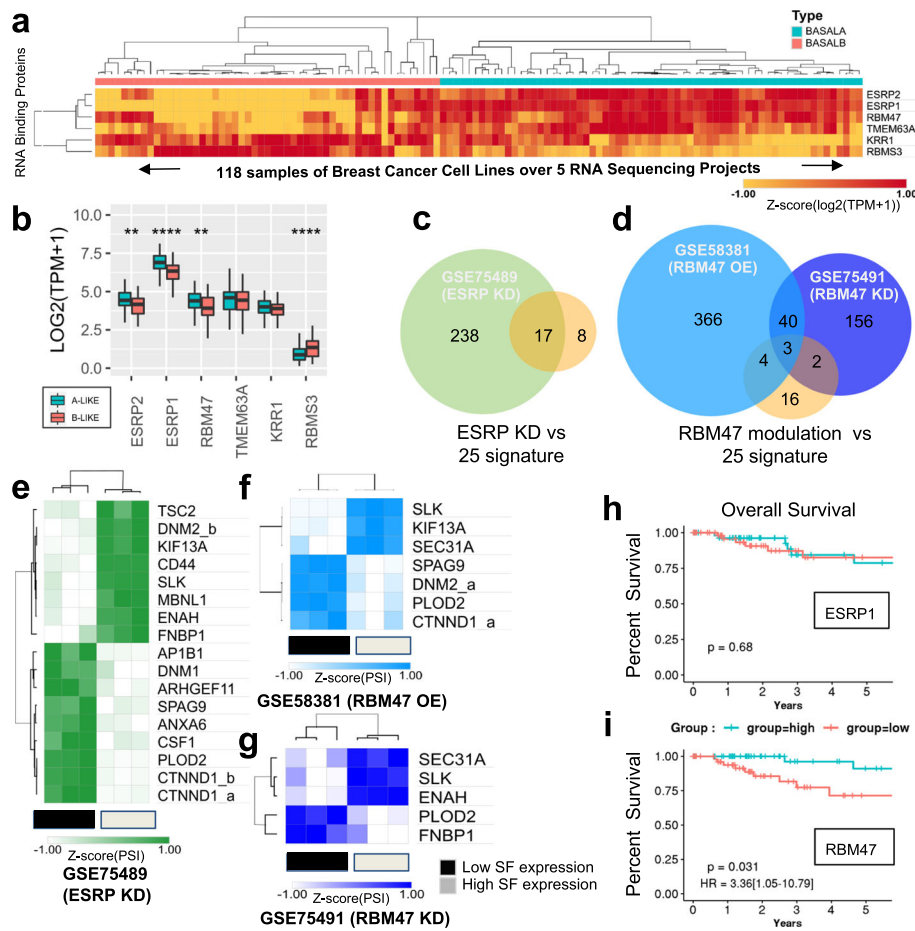 a
Type
BASALA
BASALB
RNA Binding Proteins
ESRP2
ESRP1
RBM47
TMEM63A
KRR1
RBMS3
118 samples of Breast Cancer Cell Lines over 5 RNA Sequencing Projects
-1.00 1.00
Z-score(log2(TPM+1))
b
LOG2(TPM+1)
10.0
7.5
5.0
2.5
0.0
** **** ** ****
A-LIKE
B-LIKE
ESRP2
ESRP1
RBM47
TMEM63A
KRR1
RBMS3
c
GSE75489
(ESRP KD)
238 17 8
ESRP KD vs
25 signature
d
GSE58381
(RBM47 OE)
GSE75491
(RBM47 KD)
366 40 156
4 3 2
16
RBM47 modulation vs
25 signature
e
TSC2
DNM2_b
KIF13A
CD44
SLK
MBNL1
ENAH
FNBP1
AP1B1
DNM1
ARHGEF11
SPAG9
ANXA6
CSF1
PLOD2
CTNND1_b
CTNND1_a
-1.00 1.00
Z-score(PSI)
GSE75489
(ESRP KD)
f
SLK
KIF13A
SEC31A
SPAG9
DNM2_a
PLOD2
CTNND1_a
-1.00 1.00
Z-score(PSI)
GSE58381 (RBM47 OE)
g
SEC31A
SLK
ENAH
PLOD2
FNBP1
-1.00 1.00
Z-score(PSI)
GSE75491 (RBM47 KD)
Low SF expression
High SF expression
h
Overall Survival
Percent Survival
1.00
0.75
0.50
0.25
0.00
ESRP1
p = 0.68
0 1 2 3 4 5
Years
Group : group=high group=low
i
Percent Survival
1.00
0.75
0.50
0.25
0.00
RBM47
p = 0.031
HR = 3.36[1.05-10.79]
0 1 2 3 4 5
Years